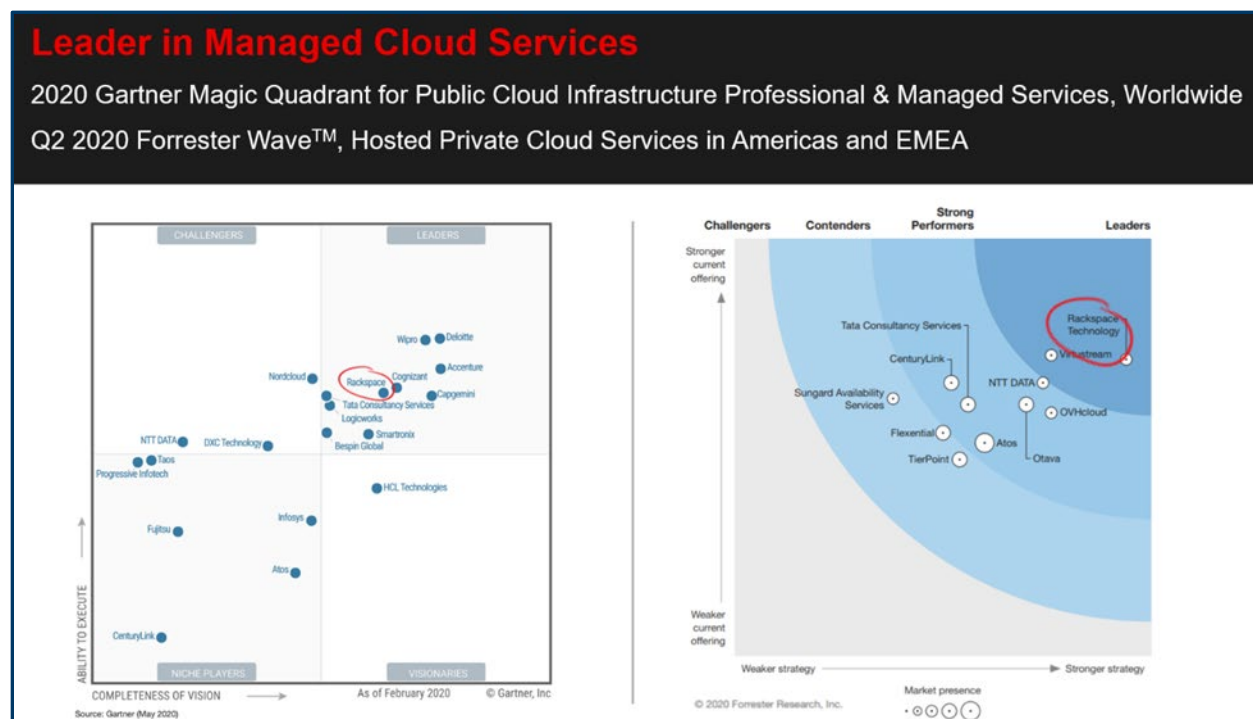 Leader in Managed Cloud Services
2020 Gartner Magic Quadrant for Public Cloud Infrastructure Professional & Managed Services, Worldwide
Q2 2020 Forrester Wave™, Hosted Private Cloud Services in Americas and EMEA
CHALLENGERS
LEADERS
Wipro
Deloitte
Accenture
Nordcloud
Rackspace
Cognizant
Capgemini
Tata Consultancy Services
Logicworks
Smartronix
Bespin Global
NTT DATA
DXC Technology
Taos
Progressive Infotech
HCL Technologies
Infosys
Fujitsu
Atos
CenturyLink
NICHE PLAYERS
VISIONARIES
ABILITY TO EXECUTE
COMPLETENESS OF VISION
As of February 2020
© Gartner, Inc
Source: Gartner (May 2020)
Challengers
Contenders
Strong
Performers
Leaders
Stronger
current
offering
Rackspace
Technology
Tata Consultancy Services
Virtustream
CenturyLink
NTT DATA
Sungard Availability
Services
OVHcloud
Flexential
Atos
TierPoint
Otava
Weaker
current
offering
Weaker strategy
Stronger strategy
Market presence
© 2020 Forrester Research, Inc.